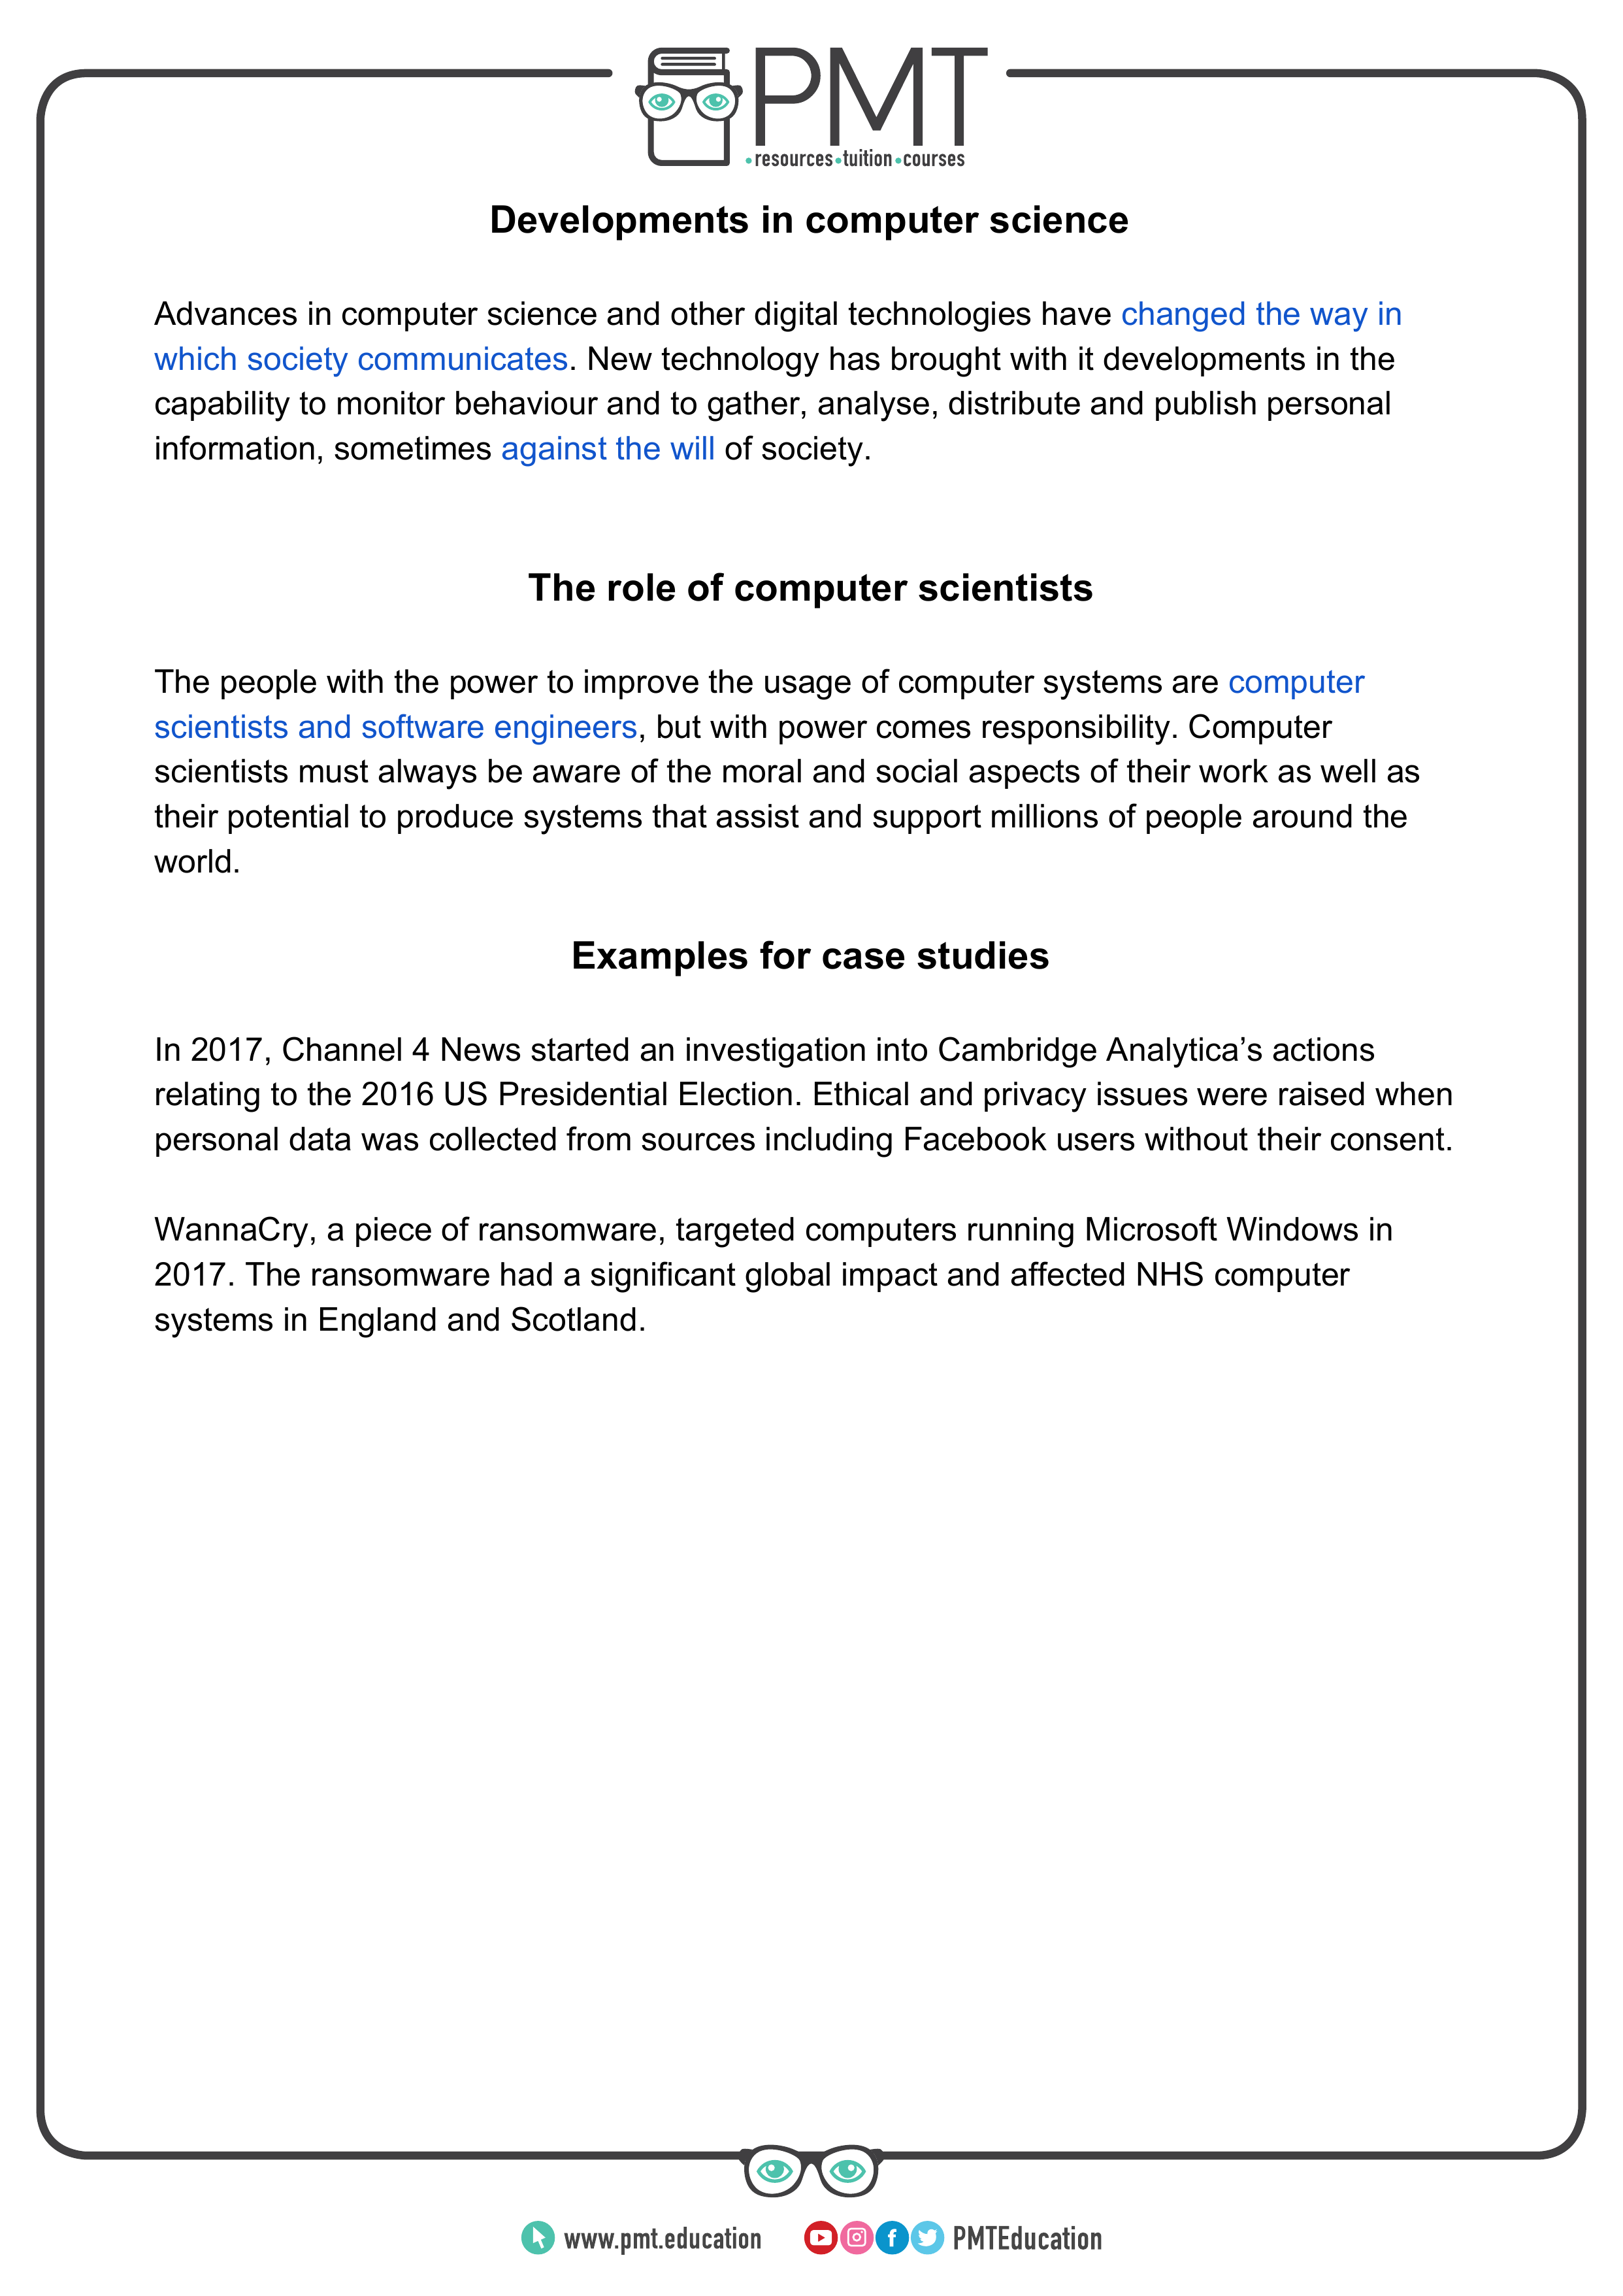 PMT
resources tuition courses
Developments in computer science
Advances in computer science and other digital technologies have changed the way in
which society communicates. New technology has brought with it developments in the
capability to monitor behaviour and to gather, analyse, distribute and publish personal
information, sometimes against the will of society.
The role of computer scientists
The people with the power to improve the usage of computer systems are computer
scientists and software engineers, but with power comes responsibility. Computer
scientists must always be aware of the moral and social aspects of their work as well as
their potential to produce systems that assist and support millions of people around the
world.
Examples for case studies
In 2017, Channel 4 News started an investigation into Cambridge Analytica’s actions
relating to the 2016 US Presidential Election. Ethical and privacy issues were raised when
personal data was collected from sources including Facebook users without their consent.
WannaCry, a piece of ransomware, targeted computers running Microsoft Windows in
2017. The ransomware had a significant global impact and affected NHS computer
systems in England and Scotland.
www.pmt.education PMTEducation